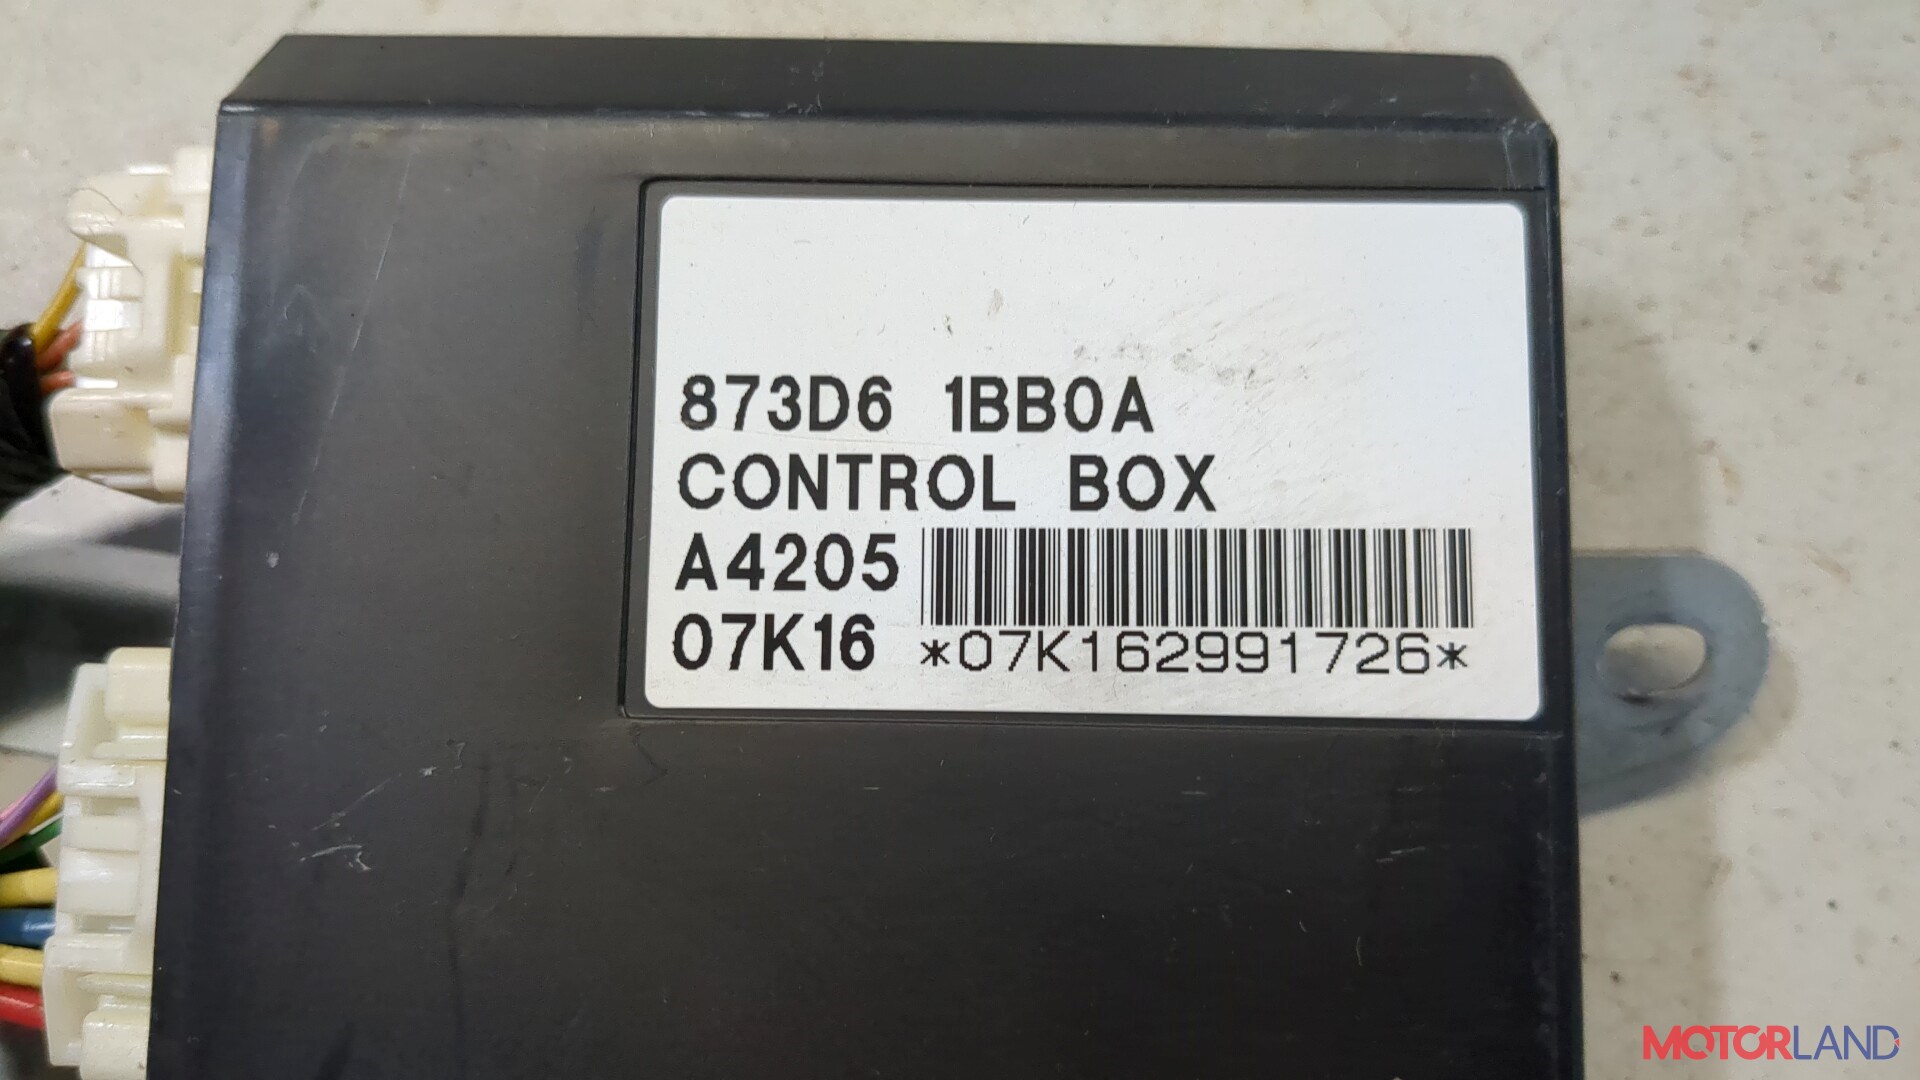 873D6 1BB0A
CONTROL BOX
A4205
07K16 *07K162991726*
MOTORLAND